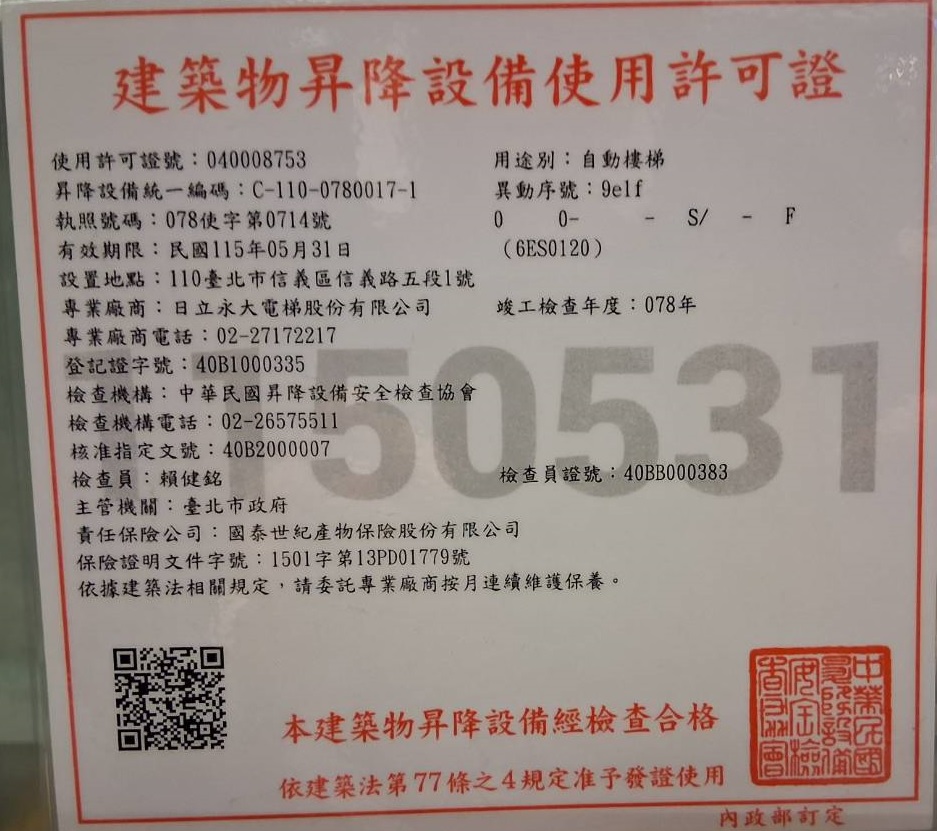 建築物昇降設備使用許可證
使用許可證號：040008753
用途別：自動樓梯
昇降設備統一編碼：C-110-0780017-1
異動序號：9elf
執照號碼：078使字第0714號
0 0- - S/ - F
有效期限：民國115年05月31日
（6ES0120）
設置地點：110臺北市信義區信義路五段1號
專業廠商：日立永大電梯股份有限公司
竣工檢查年度：078年
專業廠商電話：02-27172217
登記證字號：40B1000335
1150531
檢查機構：中華民國昇降設備安全檢查協會
檢查機構電話：02-26575511
核准指定文號：40B2000007
檢查員：賴健銘
檢查員證號：40BB000383
主管機關：臺北市政府
責任保險公司：國泰世紀產物保險股份有限公司
保險證明文件字號：1501字第13PD01779號
依據建築法相關規定，請委託專業廠商按月連續維護保養。
本建築物昇降設備經檢查合格
依建築法第77條之4規定准予發證使用
中華民國
昇降設備
安全檢
查協會
內政部訂定